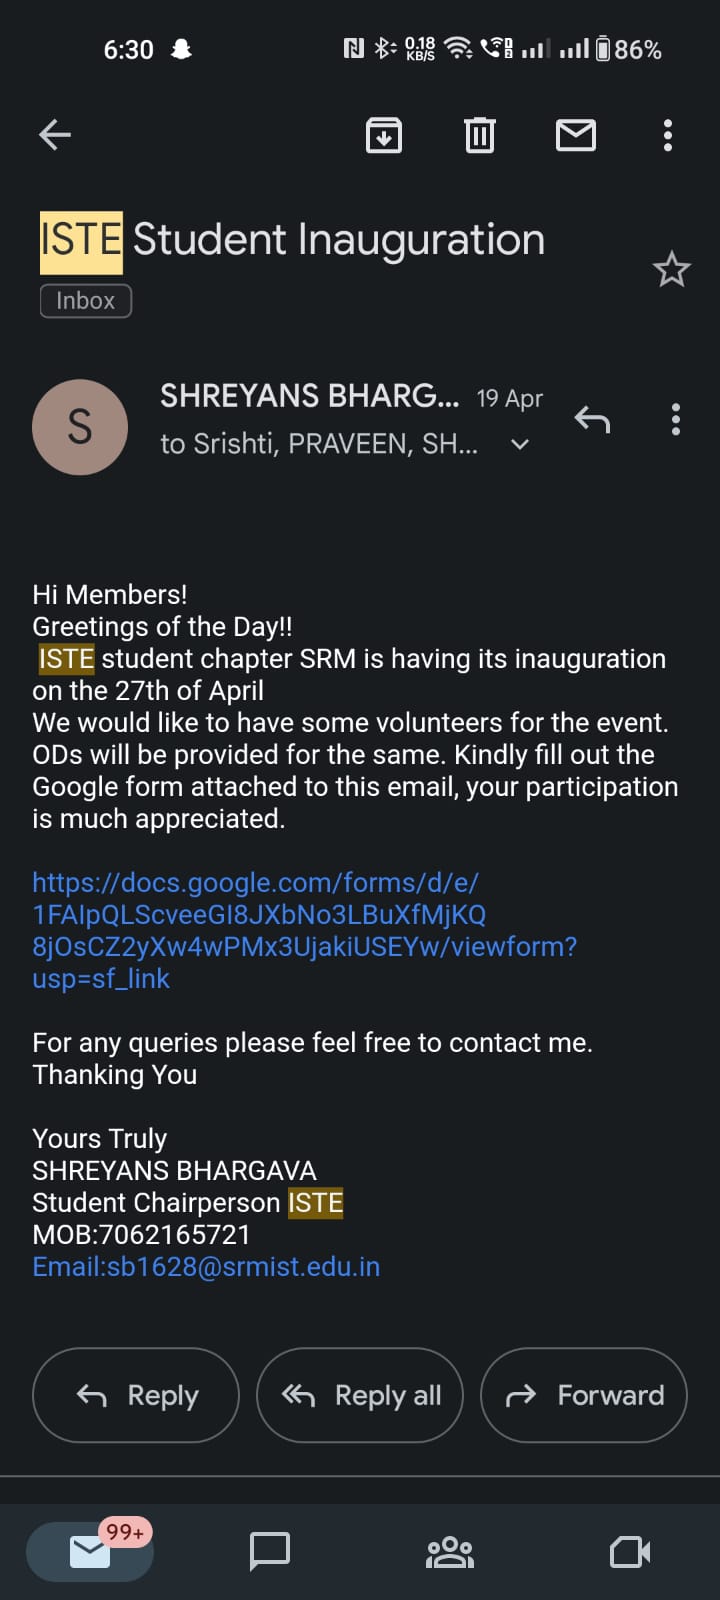 6:30 0.18 KB/S 1 2 86%
ISTE Student Inauguration
Inbox
S
SHREYANS BHARG... 19 Apr
to Srishti, PRAVEEN, SH...
Hi Members!
Greetings of the Day!!
ISTE student chapter SRM is having its inauguration
on the 27th of April
We would like to have some volunteers for the event.
ODs will be provided for the same. Kindly fill out the
Google form attached to this email, your participation
is much appreciated.
https://docs.google.com/forms/d/e/
1FAIpQLScveeGI8JXbNo3LBuXfMjKQ
8jOsCZ2yXw4wPMx3UjakiUSEYw/viewform?
usp=sf_link
For any queries please feel free to contact me.
Thanking You
Yours Truly
SHREYANS BHARGAVA
Student Chairperson ISTE
MOB:7062165721
Email:sb1628@srmist.edu.in
Reply Reply all Forward
99+